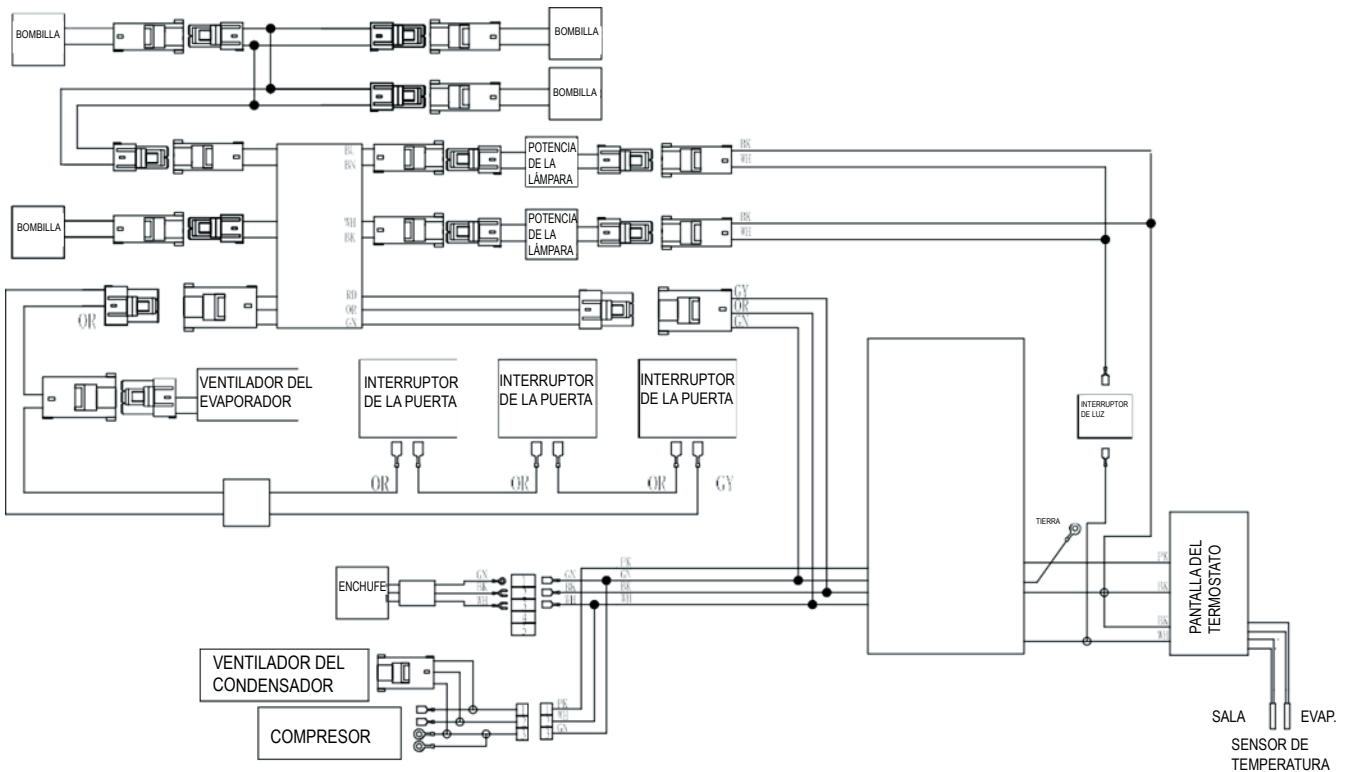 BOMBILLA
BOMBILLA
BOMBILLA
BL
BN
POTENCIA
DE LA
LÁMPARA
BK
WH
BOMBILLA
WH
BK
POTENCIA
DE LA
LÁMPARA
BK
WH
OR
RD
OR
GN
GY
OR
GN
VENTILADOR DEL
EVAPORADOR
INTERRUPTOR
DE LA PUERTA
INTERRUPTOR
DE LA PUERTA
INTERRUPTOR
DE LA PUERTA
INTERRUPTOR
DE LUZ
OR
OR
OR
GY
TIERRA
ENCHUFE
GN
BK
WH
GN
BK
WH
PK
GN
BK
WH
PK
BK
BK
WH
PANTALLA DEL
TERMOSTATO
VENTILADOR DEL
CONDENSADOR
COMPRESOR
PK
WH
GN
SALA
EVAP.
SENSOR DE
TEMPERATURA